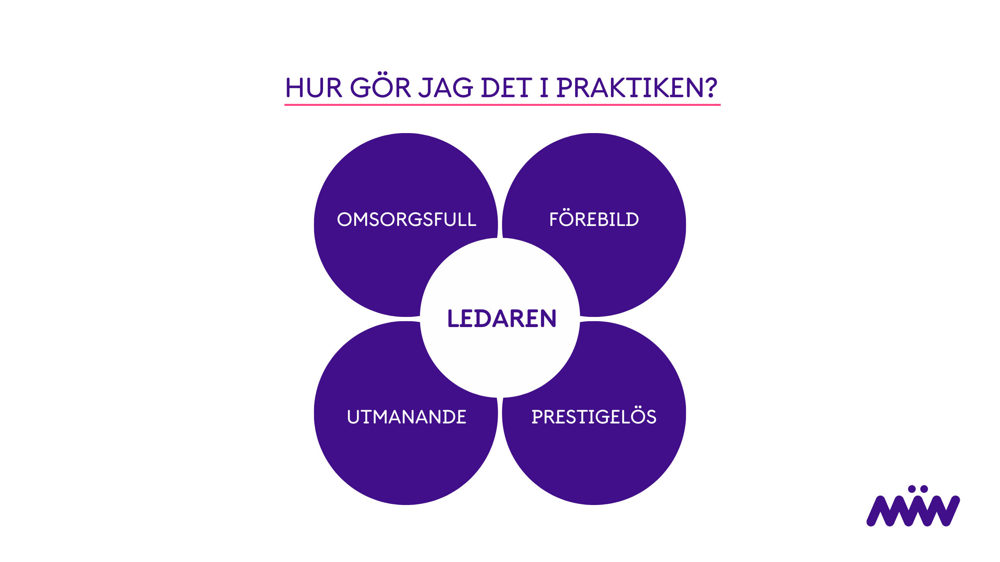 HUR GÖR JAG DET I PRAKTIKEN?
OMSORGSFULL
FÖREBILD
LEDAREN
UTMANANDE
PRESTIGELÖS